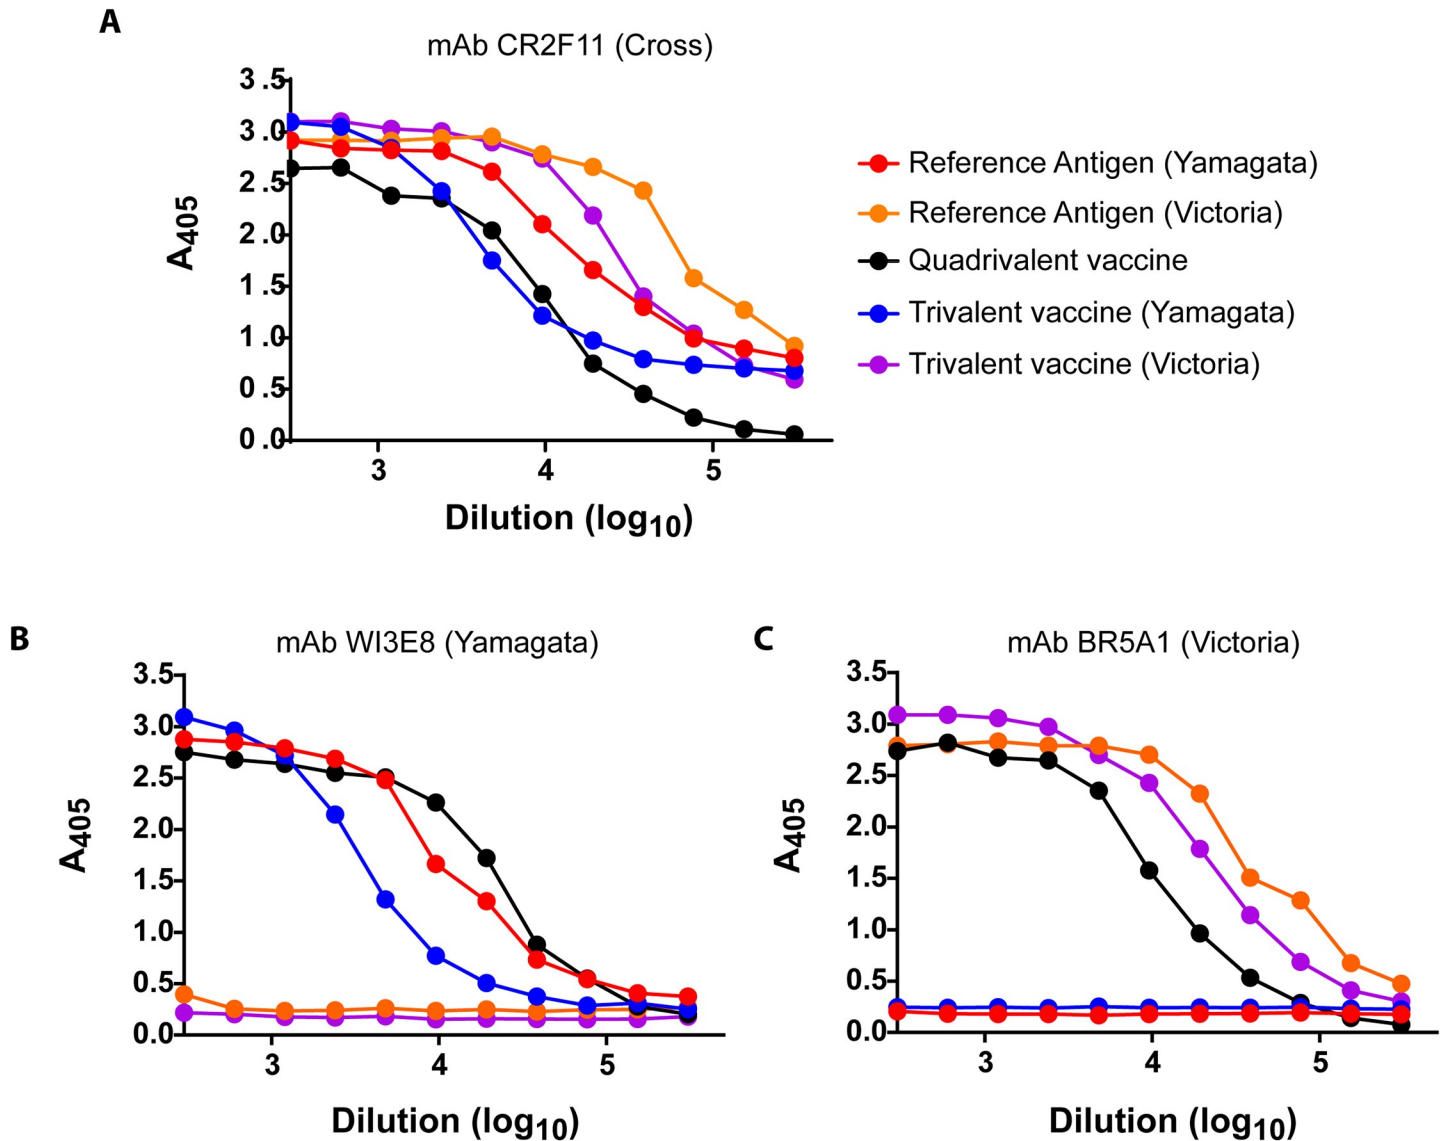 A
mAb CR2F11 (Cross)
3.5
3.0
2.5
2.0
1.5
1.0
0.5
0.0
A405
3 4 5
Dilution (log10)
Reference Antigen (Yamagata)
Reference Antigen (Victoria)
Quadrivalent vaccine
Trivalent vaccine (Yamagata)
Trivalent vaccine (Victoria)
B
mAb WI3E8 (Yamagata)
3.5
3.0
2.5
2.0
1.5
1.0
0.5
0.0
A405
3 4 5
Dilution (log10)
C
mAb BR5A1 (Victoria)
3.5
3.0
2.5
2.0
1.5
1.0
0.5
0.0
A405
3 4 5
Dilution (log10)